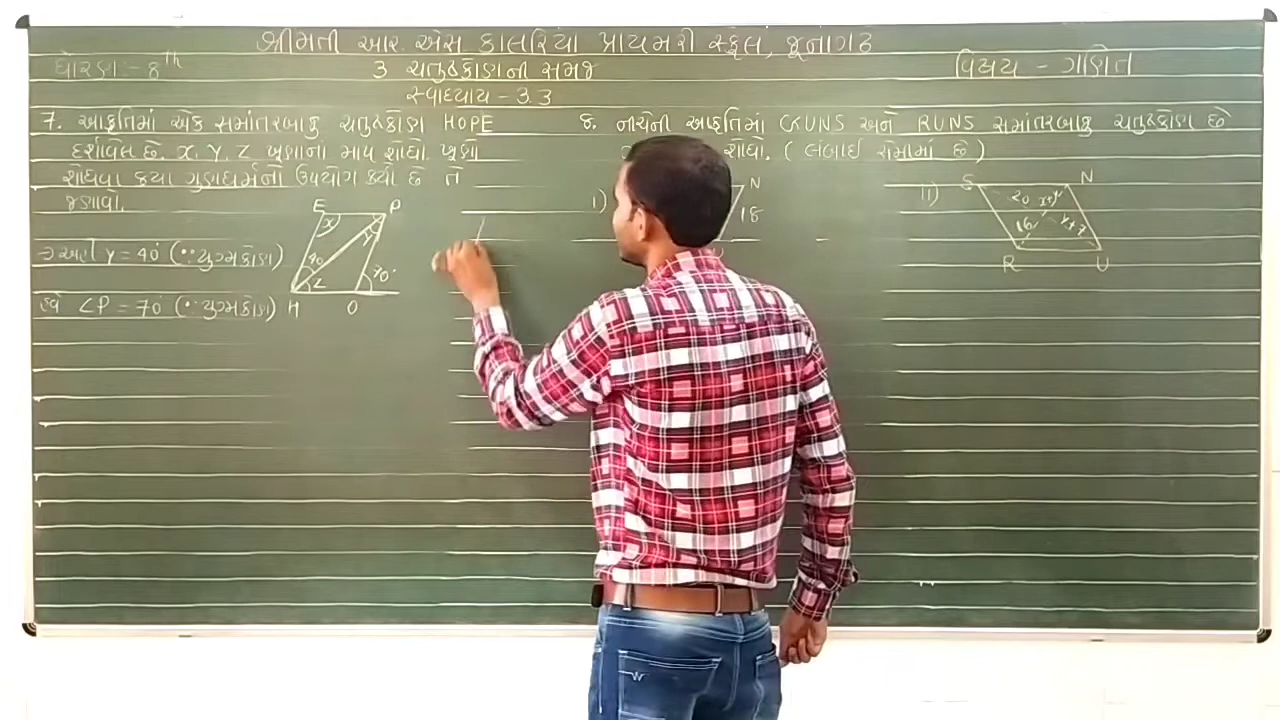 શ્રીમતી આર. એસ. કાલરિયા પ્રાયમરી સ્કૂલ, જૂનાગઢ
ધોરણ:- 8th
3 ચતુષ્કોણની સમજ
વિષય - ગણિત
સ્વાધ્યાય - 3.3
7. આકૃતિમાં એક સમાંતરબાજુ ચતુષ્કોણ HOPE
દર્શાવેલ છે. x, y, z ખૂણાના માપ શોધો. ખૂણા
શોધવા કયા ગુણધર્મનો ઉપયોગ કર્યો છે તે
જણાવો.
E P
x y
40 z 70°
H O
→ અહીં y = 40° (∵ યુગ્મકોણ)
હવે ∠P = 70° (∵ યુગ્મકોણ)
8. નીચેની આકૃતિમાં GUNS અને RUNS સમાંતરબાજુ ચતુષ્કોણ છે
શોધો. (લંબાઈ સેમીમાં છે)
i)
N
18
ii)
S N
20 x+y
16 y+7
R U